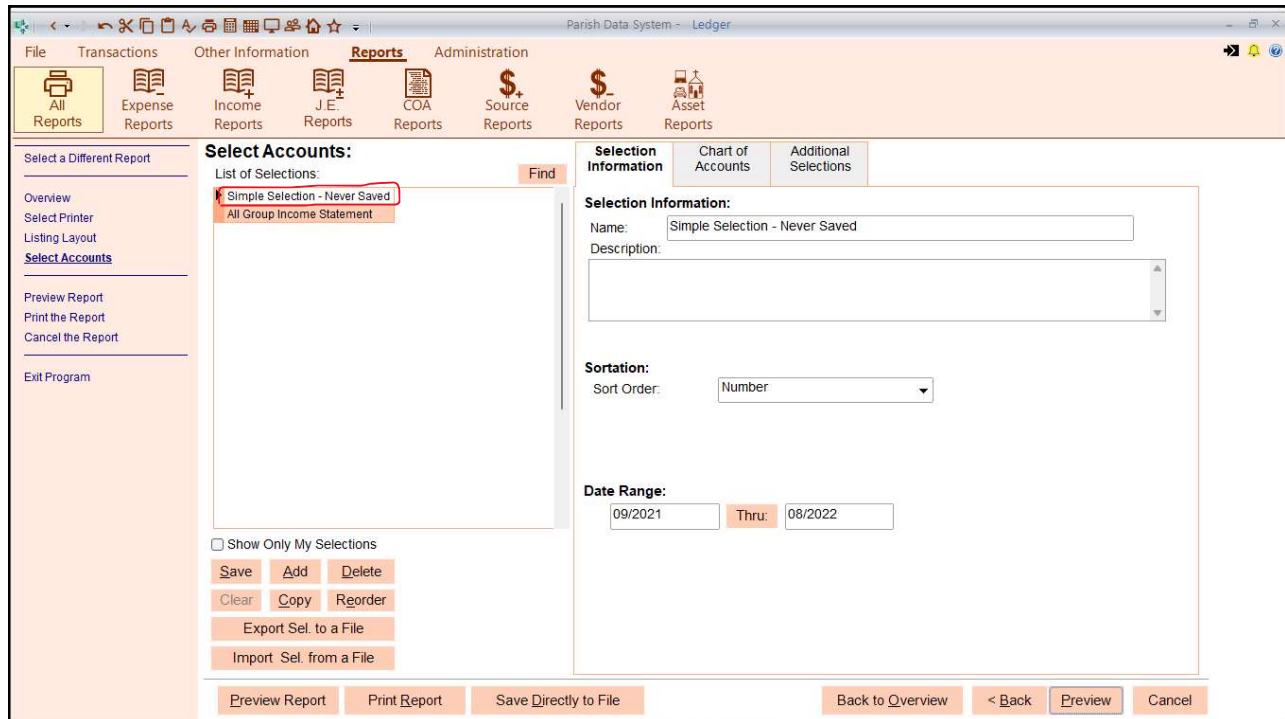 Parish Data System - Ledger
File Transactions Other Information Reports Administration
All Reports
Expense Reports
Income Reports
J.E. Reports
COA Reports
Source Reports
Vendor Reports
Asset Reports
Select a Different Report
Overview
Select Printer
Listing Layout
Select Accounts
Preview Report
Print the Report
Cancel the Report
Exit Program
Select Accounts:
List of Selections:
Find
Simple Selection - Never Saved
All Group Income Statement
Show Only My Selections
Save Add Delete
Clear Copy Reorder
Export Sel. to a File
Import Sel. from a File
Selection Information
Chart of Accounts
Additional Selections
Selection Information:
Name: Simple Selection - Never Saved
Description:
Sortation:
Sort Order: Number
Date Range:
09/2021 Thru: 08/2022
Preview Report Print Report Save Directly to File Back to Overview < Back Preview Cancel